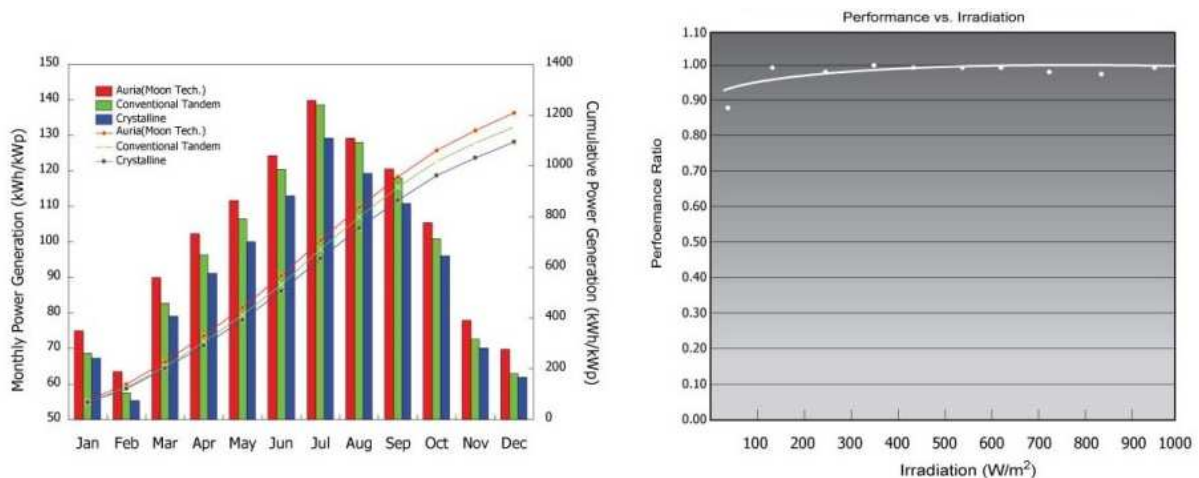 Monthly Power Generation (kWh/kWp)
150
140
130
120
110
100
90
80
70
60
50
Auria(Moon Tech.)
Conventional Tandem
Crystalline
Auria(Moon Tech.)
Conventional Tandem
Crystalline
1400
1200
1000
800
600
400
200
0
Cumulative Power Generation (kWh/kWp)
Jan Feb Mar Apr May Jun Jul Aug Sep Oct Nov Dec
Performance vs. Irradiation
Perfoemance Ratio
1.10
1.00
0.90
0.80
0.70
0.60
0.50
0.40
0.30
0.20
0.10
0.00
100 200 300 400 500 600 700 800 900 1000
Irradiation (W/m²)